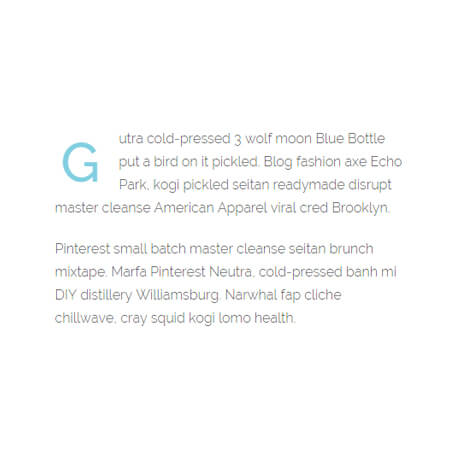 Gutra cold-pressed 3 wolf moon Blue Bottle
put a bird on it pickled. Blog fashion axe Echo
Park, kogi pickled seitan readymade disrupt
master cleanse American Apparel viral cred Brooklyn.
Pinterest small batch master cleanse seitan brunch
mixtape. Marfa Pinterest Neutra, cold-pressed banh mi
DIY distillery Williamsburg. Narwhal fap cliche
chillwave, cray squid kogi lomo health.